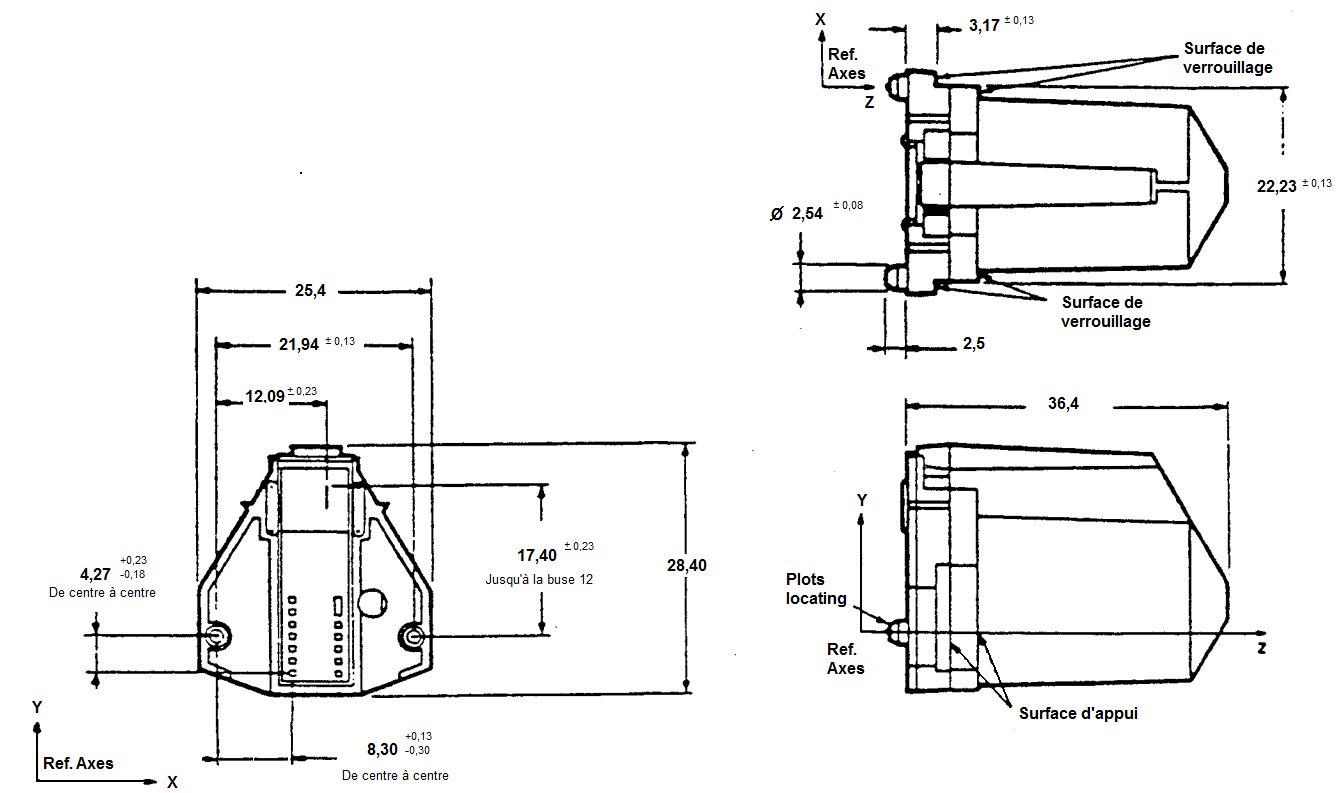 X
3,17 ± 0,13
Ref.
Axes
Z
Surface de
verrouillage
22,23 ± 0,13
Ø 2,54 ± 0,08
Surface de
verrouillage
2,5
25,4
21,94 ± 0,13
12,09 ± 0,23
36,4
Y
Plots
locating
Ref.
Axes
Z
Surface d'appui
17,40 ± 0,23
Jusqu'à la buse 12
28,40
+0,23
4,27 -0,18
De centre à centre
Y
Ref. Axes
X
+0,13
8,30 -0,30
De centre à centre